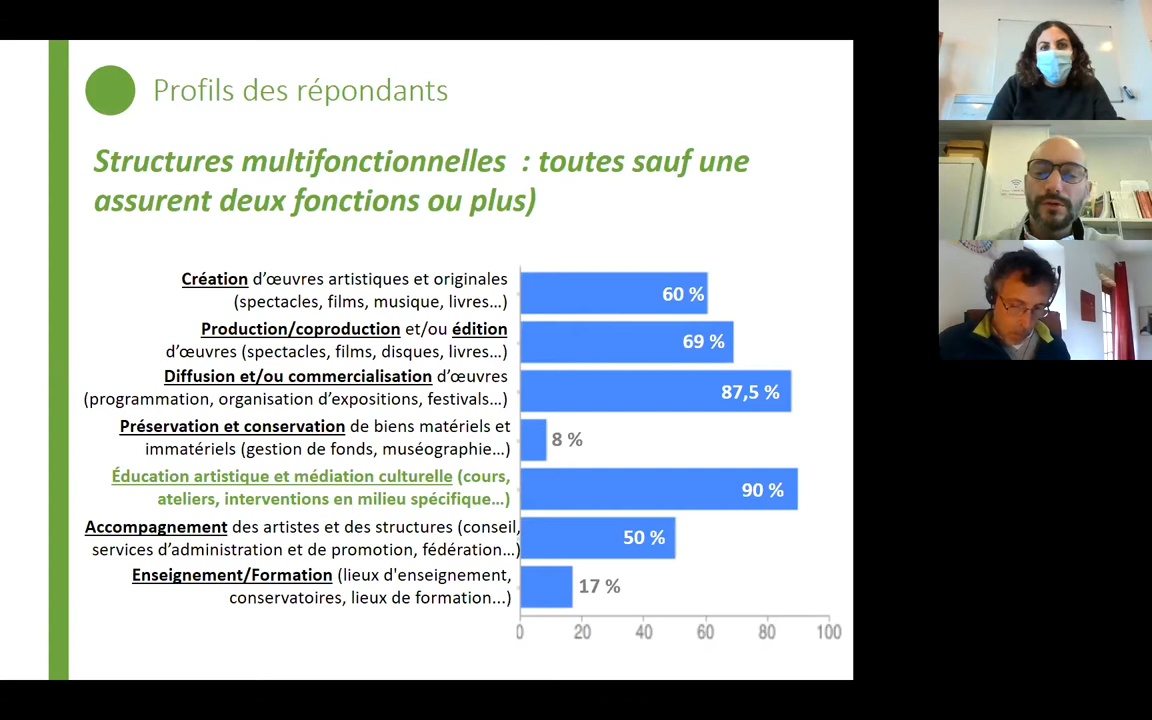 Profils des répondants
Structures multifonctionnelles : toutes sauf une
assurent deux fonctions ou plus)
Création d’œuvres artistiques et originales
(spectacles, films, musique, livres…)
60 %
Production/coproduction et/ou édition
d’œuvres (spectacles, films, disques, livres…)
69 %
Diffusion et/ou commercialisation d’œuvres
(programmation, organisation d’expositions, festivals…)
87,5 %
Préservation et conservation de biens matériels et
immatériels (gestion de fonds, muséographie…)
8 %
Éducation artistique et médiation culturelle (cours,
ateliers, interventions en milieu spécifique…)
90 %
Accompagnement des artistes et des structures (conseil,
services d’administration et de promotion, fédération…)
50 %
Enseignement/Formation (lieux d'enseignement,
conservatoires, lieux de formation...)
17 %
0 20 40 60 80 100